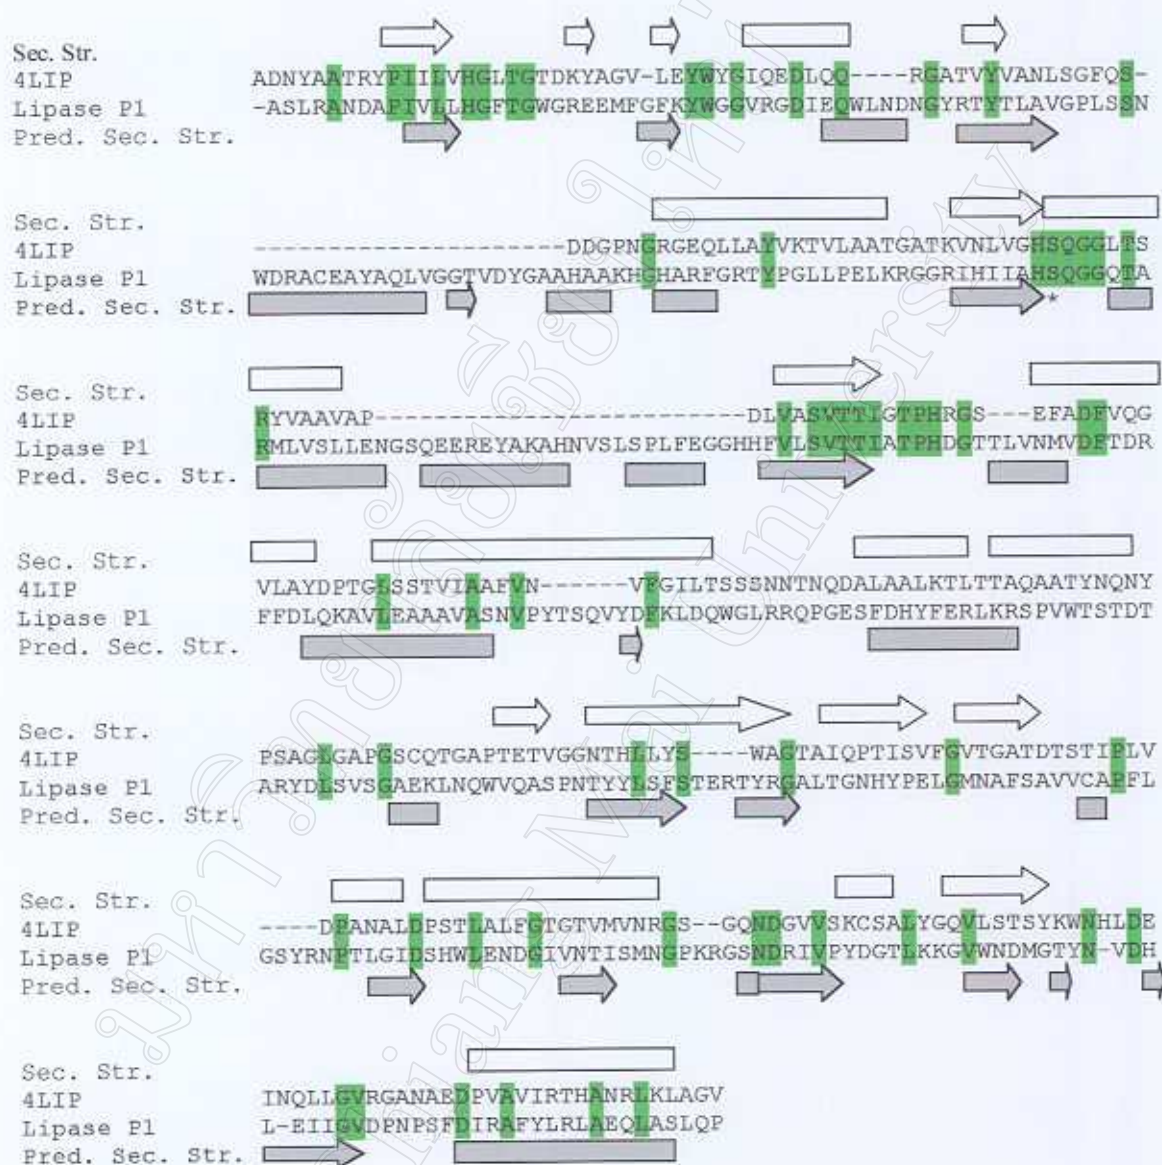 Sec. Str.
4LIP ADNYAATRYPIILVHGLTGTDKYAGV-LEYWYGIQEDLQQ----RGATVYVANLSGFQS-
Lipase P1 -ASLRANDAPIVLLHGFTGWGREEMFGFKYWGGVRGDIEQWLNDNGYRTYTLAVGPLSSN
Pred. Sec. Str.
Sec. Str.
4LIP ---------------------DDGPNGRGEQLLAYVKTVLAATGATKVNLVGHSQGGLTS
Lipase P1 WDRACEAYAQLVGGTVDYGAAHAAKHGHARFGRTYPGLLPELKRGGRIHIIAHSQGGQTA
Pred. Sec. Str. *
Sec. Str.
4LIP RYVAAVAP-------------------------DLVASVTTIGTPHRGS---EFADFVQG
Lipase P1 RMLVSLLENGSQEEREYAKAHNVSLSPLFEGGHHFVLSVTTIATPHDGTTLVNMVDFTDR
Pred. Sec. Str.
Sec. Str.
4LIP VLAYDPTGLSSTVIAAFVN------VFGILTSSSNNTNQDALAALKTLTTAQAATYNQNY
Lipase P1 FFDLQKAVLEAAAVASNVPYTSQVYDFKLDQWGLRRQPGESFDHYFERLKRSPVWTSTDT
Pred. Sec. Str.
Sec. Str.
4LIP PSAGLGAPGSCQTGAPTETVGGNTHLLYS----WAGTAIQPTISVFGVTGATDTSTIPLV
Lipase P1 ARYDLSVSGAEKLNQWVQASPNTYYLSFSTERTYRGALTGNHYPELGMNAFSAVVCAPFL
Pred. Sec. Str.
Sec. Str.
4LIP ----DPANALDPSTLALFGTGTVMVNRGS--GQNDGVVSKCSALYGQVLSTSYKWNHLDE
Lipase P1 GSYRNPTLGIDSHWLENDGIVNTISMNGPKRGSNDRIVPYDGTLKKGVWNDMGTYN-VDH
Pred. Sec. Str.
Sec. Str.
4LIP INQLLGVRGANAEDPVAVIRTHANRLKLAGV
Lipase P1 L-EIIGVDPNPSFDIRAFYLRLAEQLASLQP
Pred. Sec. Str.